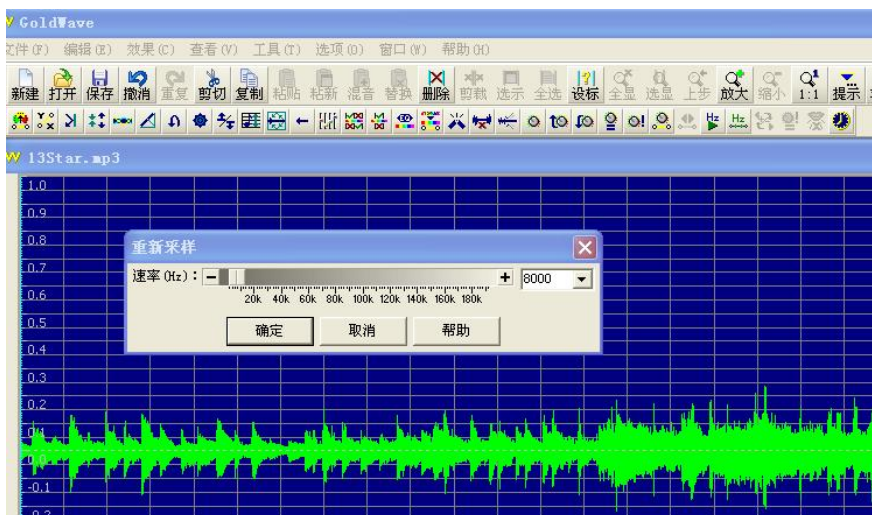 GoldWave
文件(F) 编辑(E) 效果(C) 查看(V) 工具(T) 选项(O) 窗口(W) 帮助(H)
新建 打开 保存 撤消 重复 剪切 复制 粘贴 粘新 混音 替换 删除 剪裁 选示 全选 设标 全显 选显 上步 放大 缩小 1:1 提示
Hz Hz
13Star.mp3
1.0
0.9
0.8
重新采样
0.7
速率(Hz): 8000
0.6
20k 40k 60k 80k 100k 120k 140k 160k 180k
0.5
确定 取消 帮助
0.4
0.3
0.2
0.1
0.0
-0.1